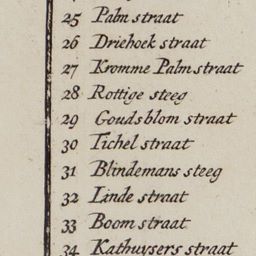 25 Palm straat
26 Driehoek straat
27 Kromme Palm straat
28 Rottige steeg
29 Goudsblom straat
30 Tichel straat
31 Blindemans steeg
32 Linde straat
33 Boom straat
34 Kathuysers straat